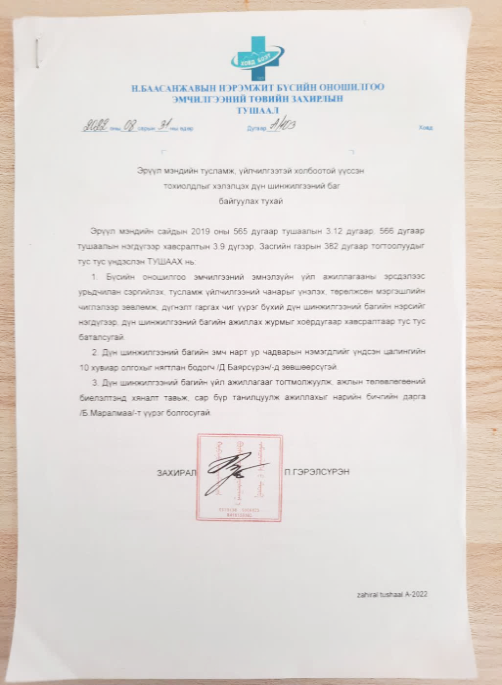 Н.БААСАНЖАВЫН НЭРЭМЖИТ БҮСИЙН ОНОШИЛГОО
ЭМЧИЛГЭЭНИЙ ТӨВИЙН ЗАХИРЛЫН
ТУШААЛ
2022 оны 08 сарын 31-ны өдөр Дугаар А/403 Ховд
Эрүүл мэндийн тусламж, үйлчилгээтэй холбоотой үүссэн
тохиолдлыг хэлэлцэх дүн шинжилгээний баг
байгуулах тухай
Эрүүл мэндийн сайдын 2019 оны 565 дугаар тушаалын 3.12 дугаар, 566 дугаар
тушаалын нэгдүгээр хавсралтын 3.9 дүгээр, Засгийн газрын 382 дугаар тогтоолуудыг
тус тус үндэслэн ТУШААХ нь:
1. Бүсийн оношилгоо эмчилгээний эмнэлзүйн үйл ажиллагааны эрсдэлээс
урьдчилан сэргийлэх, тусламж үйлчилгээний чанарыг үнэлэх, төрөлжсөн мэргэшлийн
чиглэлээр зөвлөмж, дүгнэлт гаргах чиг үүрэг бүхий дүн шинжилгээний багийн нэрсийг
нэгдүгээр, дүн шинжилгээний багийн ажиллах журмыг хоёрдугаар хавсралтаар тус тус
баталсугай.
2. Дүн шинжилгээний багийн эмч нарт ур чадварын нэмэгдлийг үндсэн цалингийн
10 хувиар олгохыг нягтлан бодогч /Д.Баярсүрэн/-д зөвшөөрсүгэй.
3. Дүн шинжилгээний багийн үйл ажиллагааг тогтмолжуулж, ажлын төлөвлөгөөний
биелэлтэнд хяналт тавьж, сар бүр танилцуулж ажиллахыг нарийн бичгийн дарга
/Б.Маралмаа/-т үүрэг болгосугай.
ЗАХИРАЛ П.ГЭРЭЛСҮРЭН
zahiral tushaal A-2022